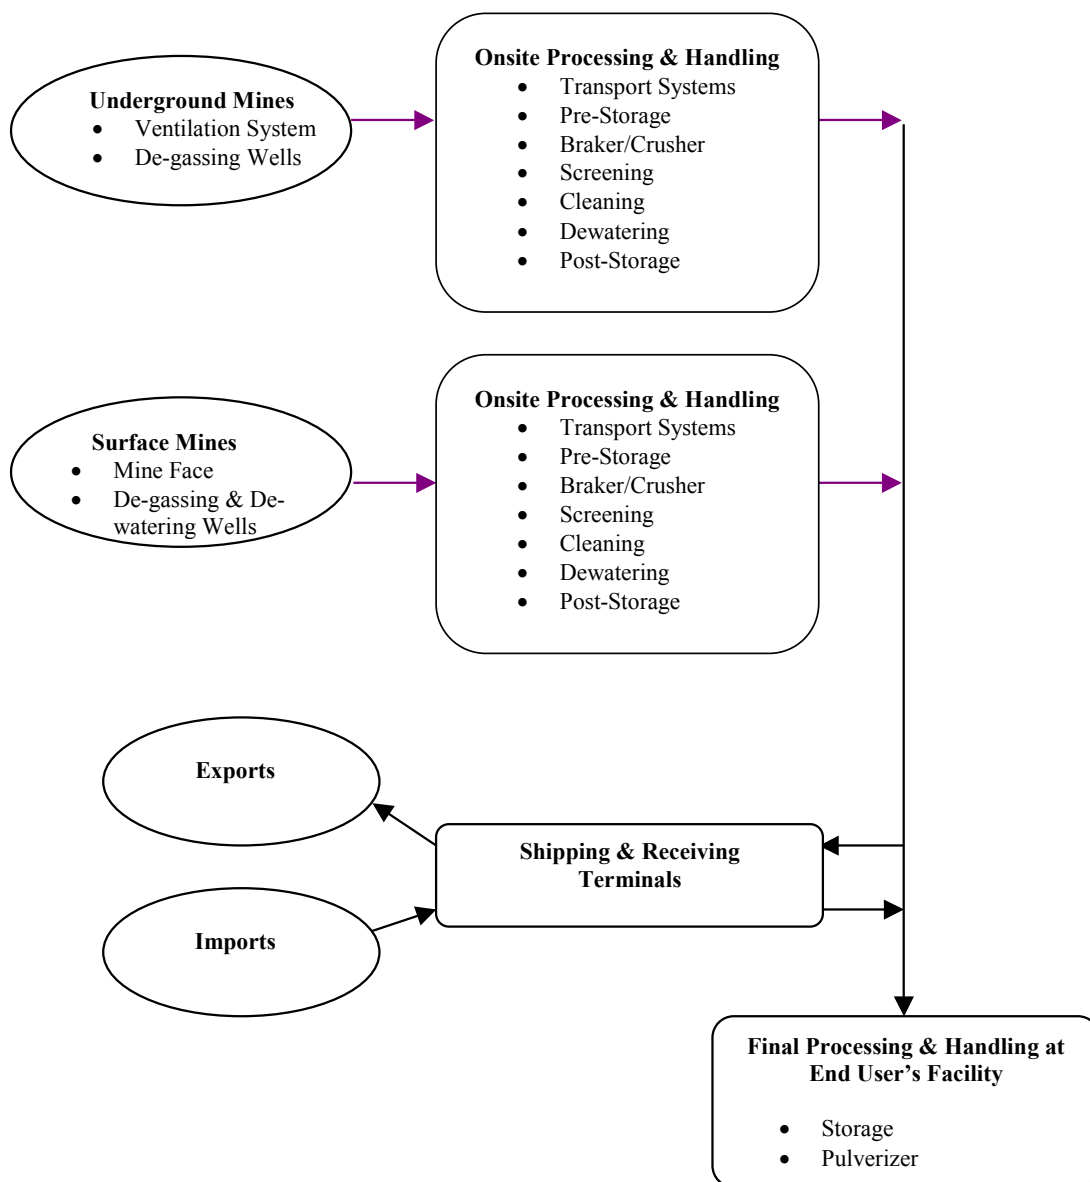 Underground Mines
• Ventilation System
• De-gassing Wells
Onsite Processing & Handling
• Transport Systems
• Pre-Storage
• Braker/Crusher
• Screening
• Cleaning
• Dewatering
• Post-Storage
Surface Mines
• Mine Face
• De-gassing & De-
watering Wells
Onsite Processing & Handling
• Transport Systems
• Pre-Storage
• Braker/Crusher
• Screening
• Cleaning
• Dewatering
• Post-Storage
Exports
Shipping & Receiving
Terminals
Imports
Final Processing & Handling at
End User’s Facility
• Storage
• Pulverizer